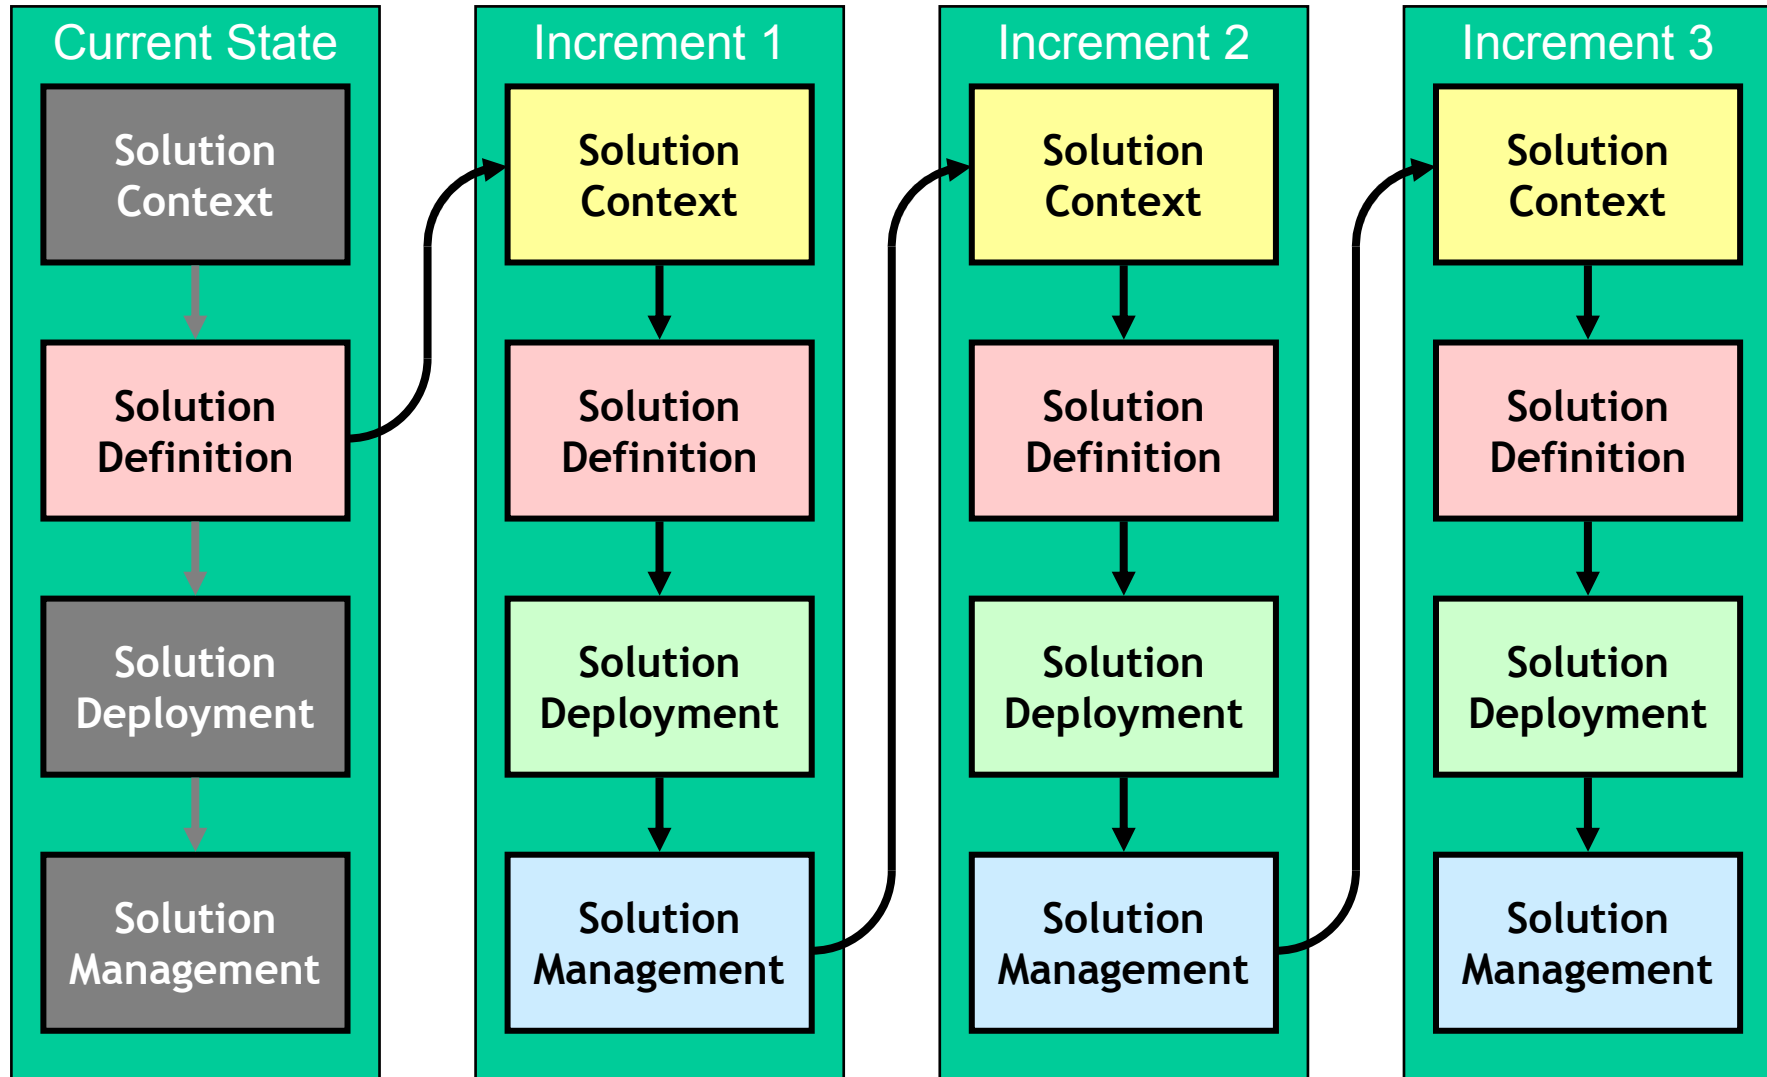 Current State
Solution
Context
Solution
Definition
Solution
Deployment
Solution
Management
Increment 1
Solution
Context
Solution
Definition
Solution
Deployment
Solution
Management
Increment 2
Solution
Context
Solution
Definition
Solution
Deployment
Solution
Management
Increment 3
Solution
Context
Solution
Definition
Solution
Deployment
Solution
Management